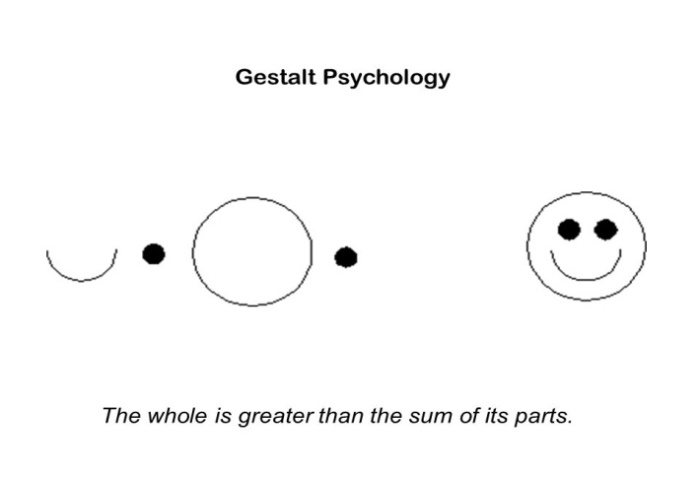 Gestalt Psychology
The whole is greater than the sum of its parts.